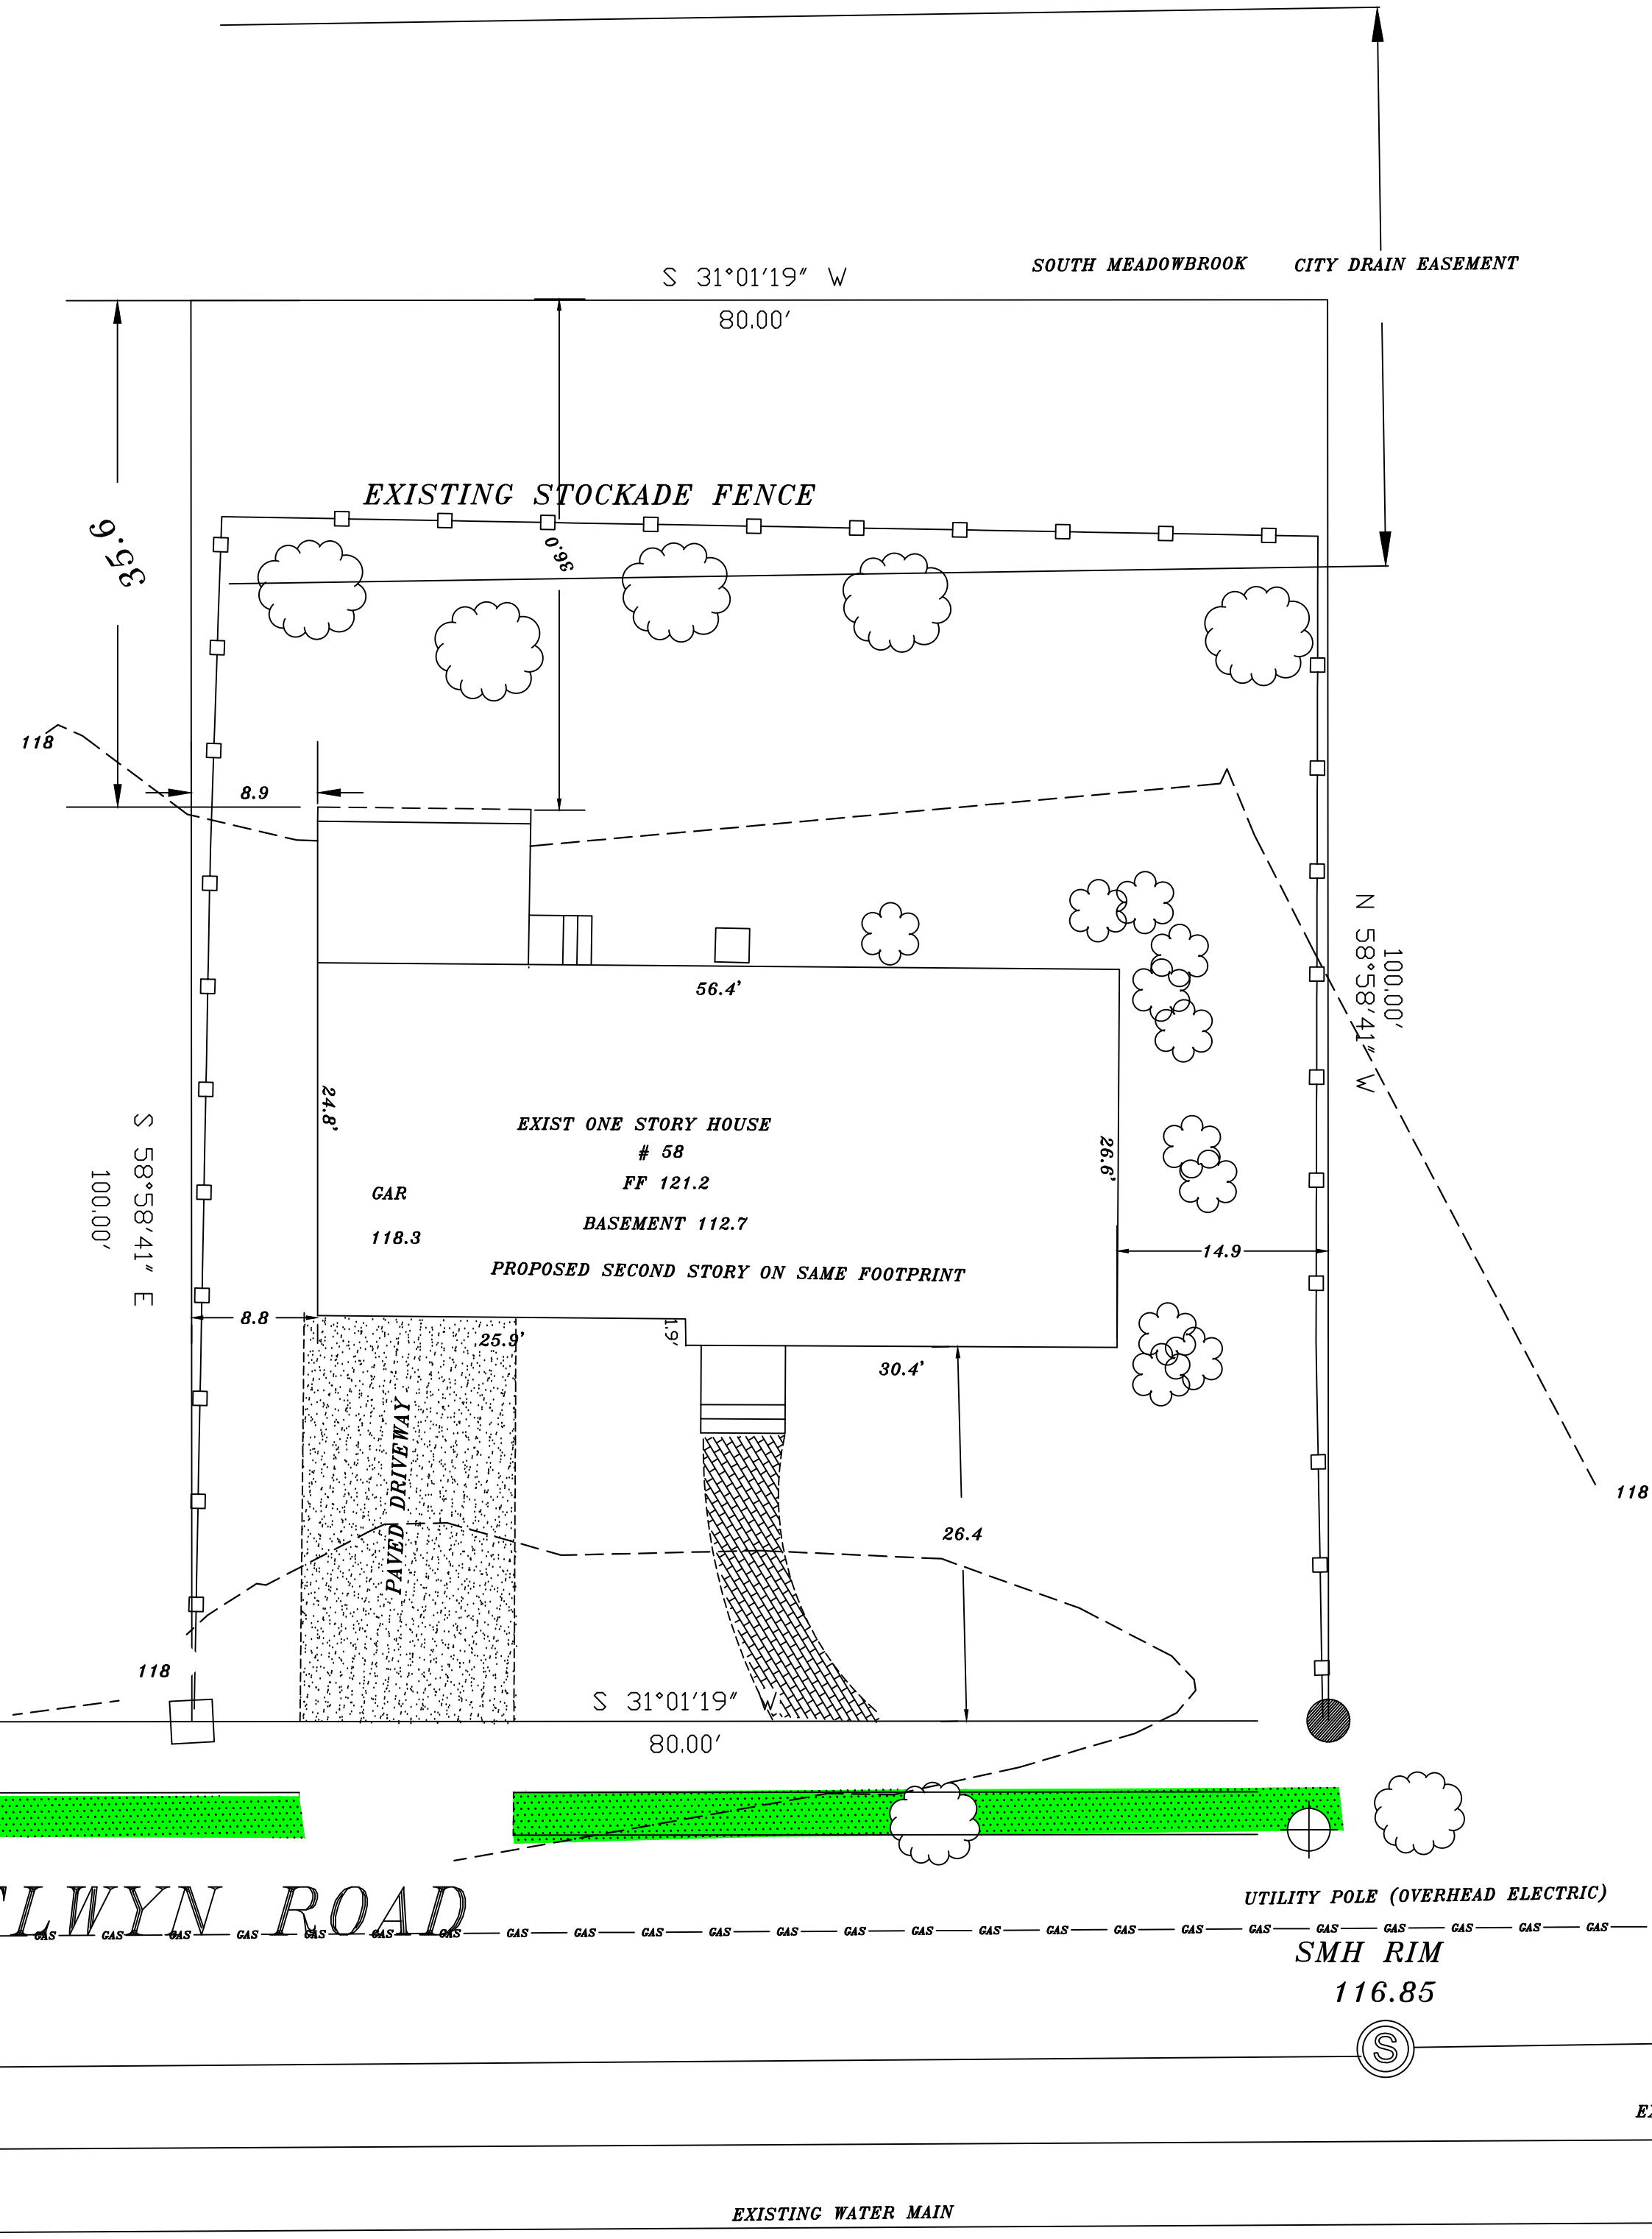 SOUTH MEADOWBROOK CITY DRAIN EASEMENT
S 31°01'19" W
80.00'
EXISTING STOCKADE FENCE
35.6
36.0
118
8.9
N 58°58'41" W
100.00'
56.4'
24.8'
EXIST ONE STORY HOUSE
# 58
FF 121.2
GAR
118.3
BASEMENT 112.7
PROPOSED SECOND STORY ON SAME FOOTPRINT
26.6'
14.9
S 58°58'41" E
100.00'
8.8
25.9'
1.9'
30.4'
PAVED DRIVEWAY
26.4
118
118
S 31°01'19" W
80.00'
LWYN ROAD
UTILITY POLE (OVERHEAD ELECTRIC)
GAS GAS GAS GAS GAS GAS GAS GAS GAS GAS GAS GAS GAS GAS GAS GAS GAS GAS GAS GAS GAS GAS GAS GAS
SMH RIM
116.85
S
EXISTING WATER MAIN